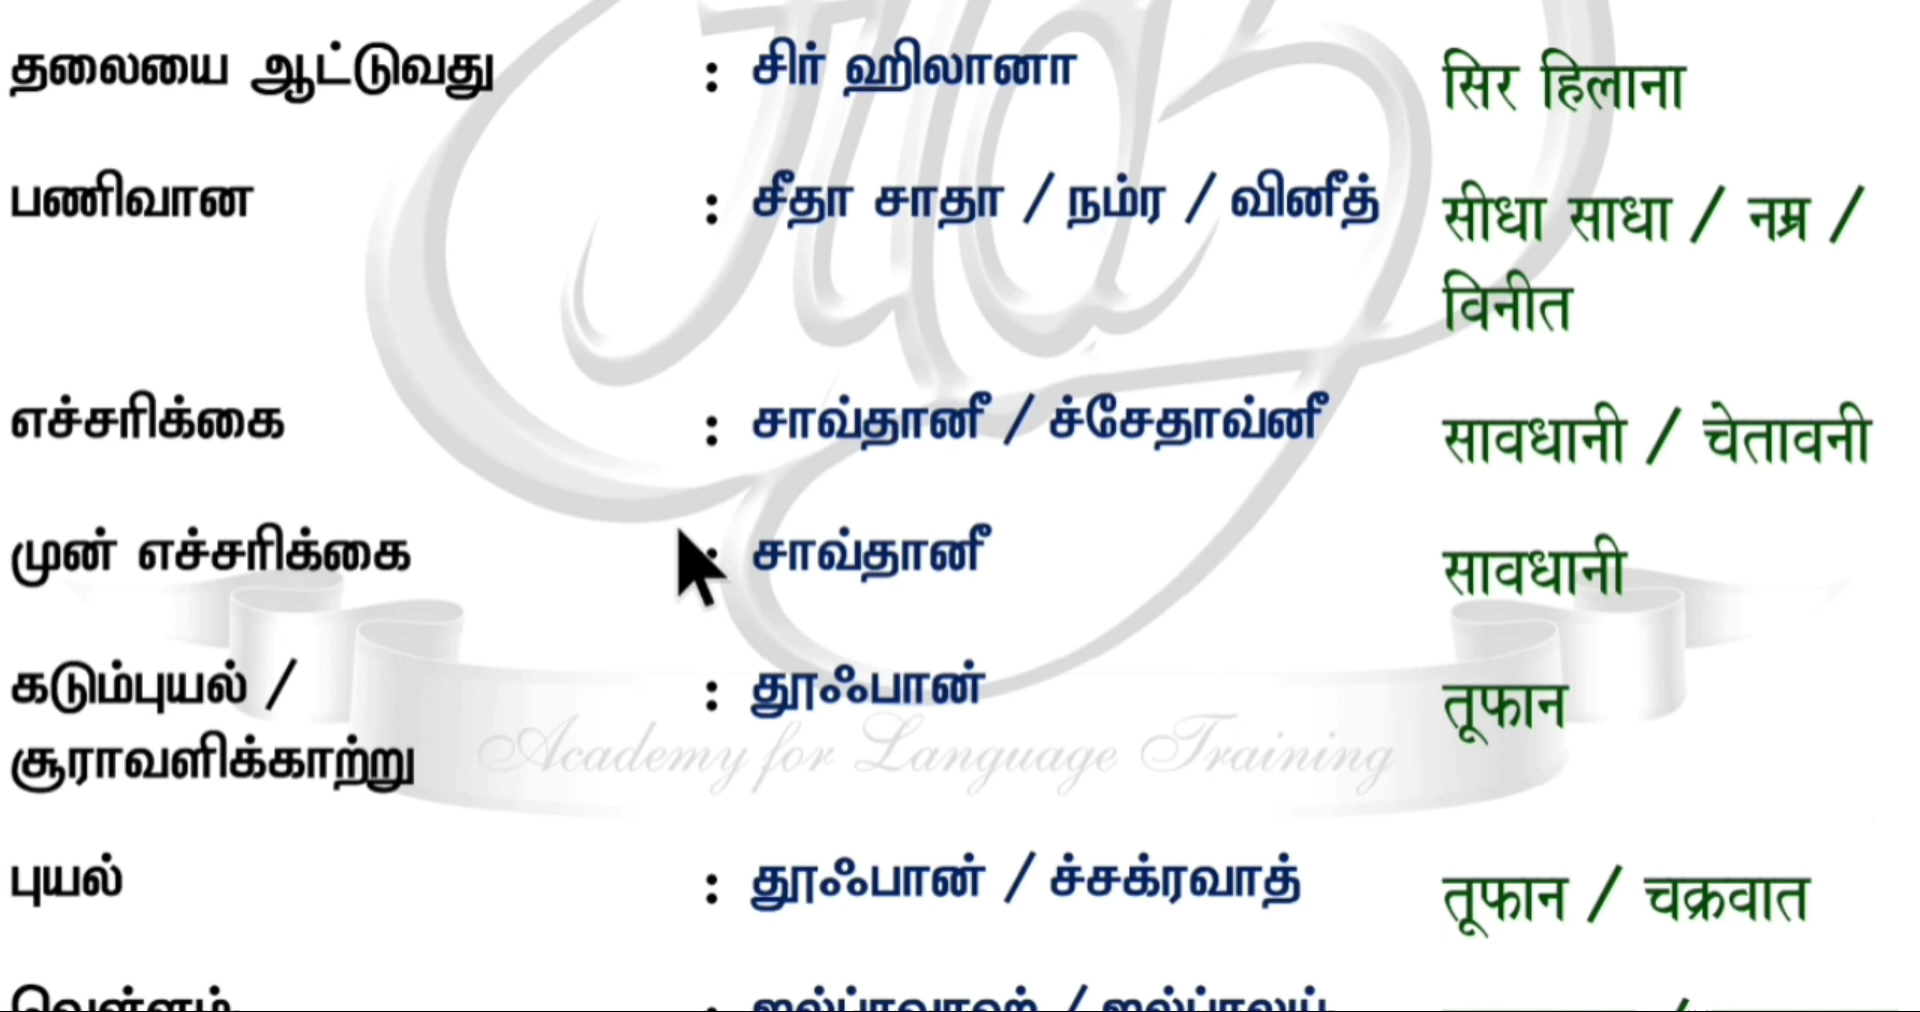 தலையை ஆட்டுவது : சிர் ஹிலானா सिर हिलाना
பணிவான : சீதா சாதா / நம்ர / வினீத் सीधा साधा / नम्र /
विनीत
எச்சரிக்கை : சாவ்தானீ / ச்சேதாவ்னீ सावधानी / चेतावनी
முன் எச்சரிக்கை : சாவ்தானீ सावधानी
கடும்புயல் / : தூஃபான் तूफान
சூராவளிக்காற்று
Academy for Language Training
புயல் : தூஃபான் / ச்சக்ரவாத் तूफान / चक्रवात
வெள்ளம் :